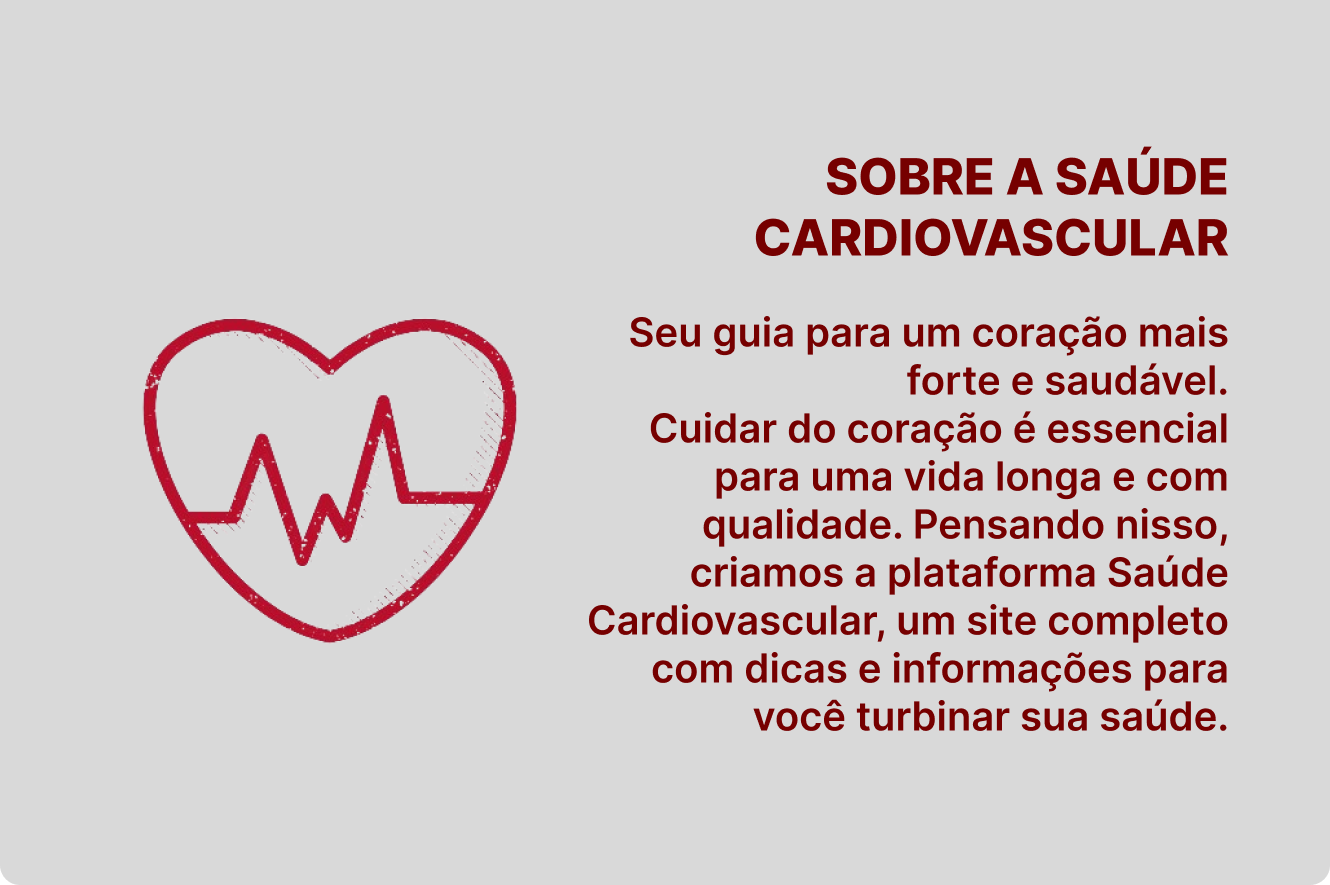 SOBRE A SAÚDE
CARDIOVASCULAR
Seu guia para um coração mais
forte e saudável.
Cuidar do coração é essencial
para uma vida longa e com
qualidade. Pensando nisso,
criamos a plataforma Saúde
Cardiovascular, um site completo
com dicas e informações para
você turbinar sua saúde.